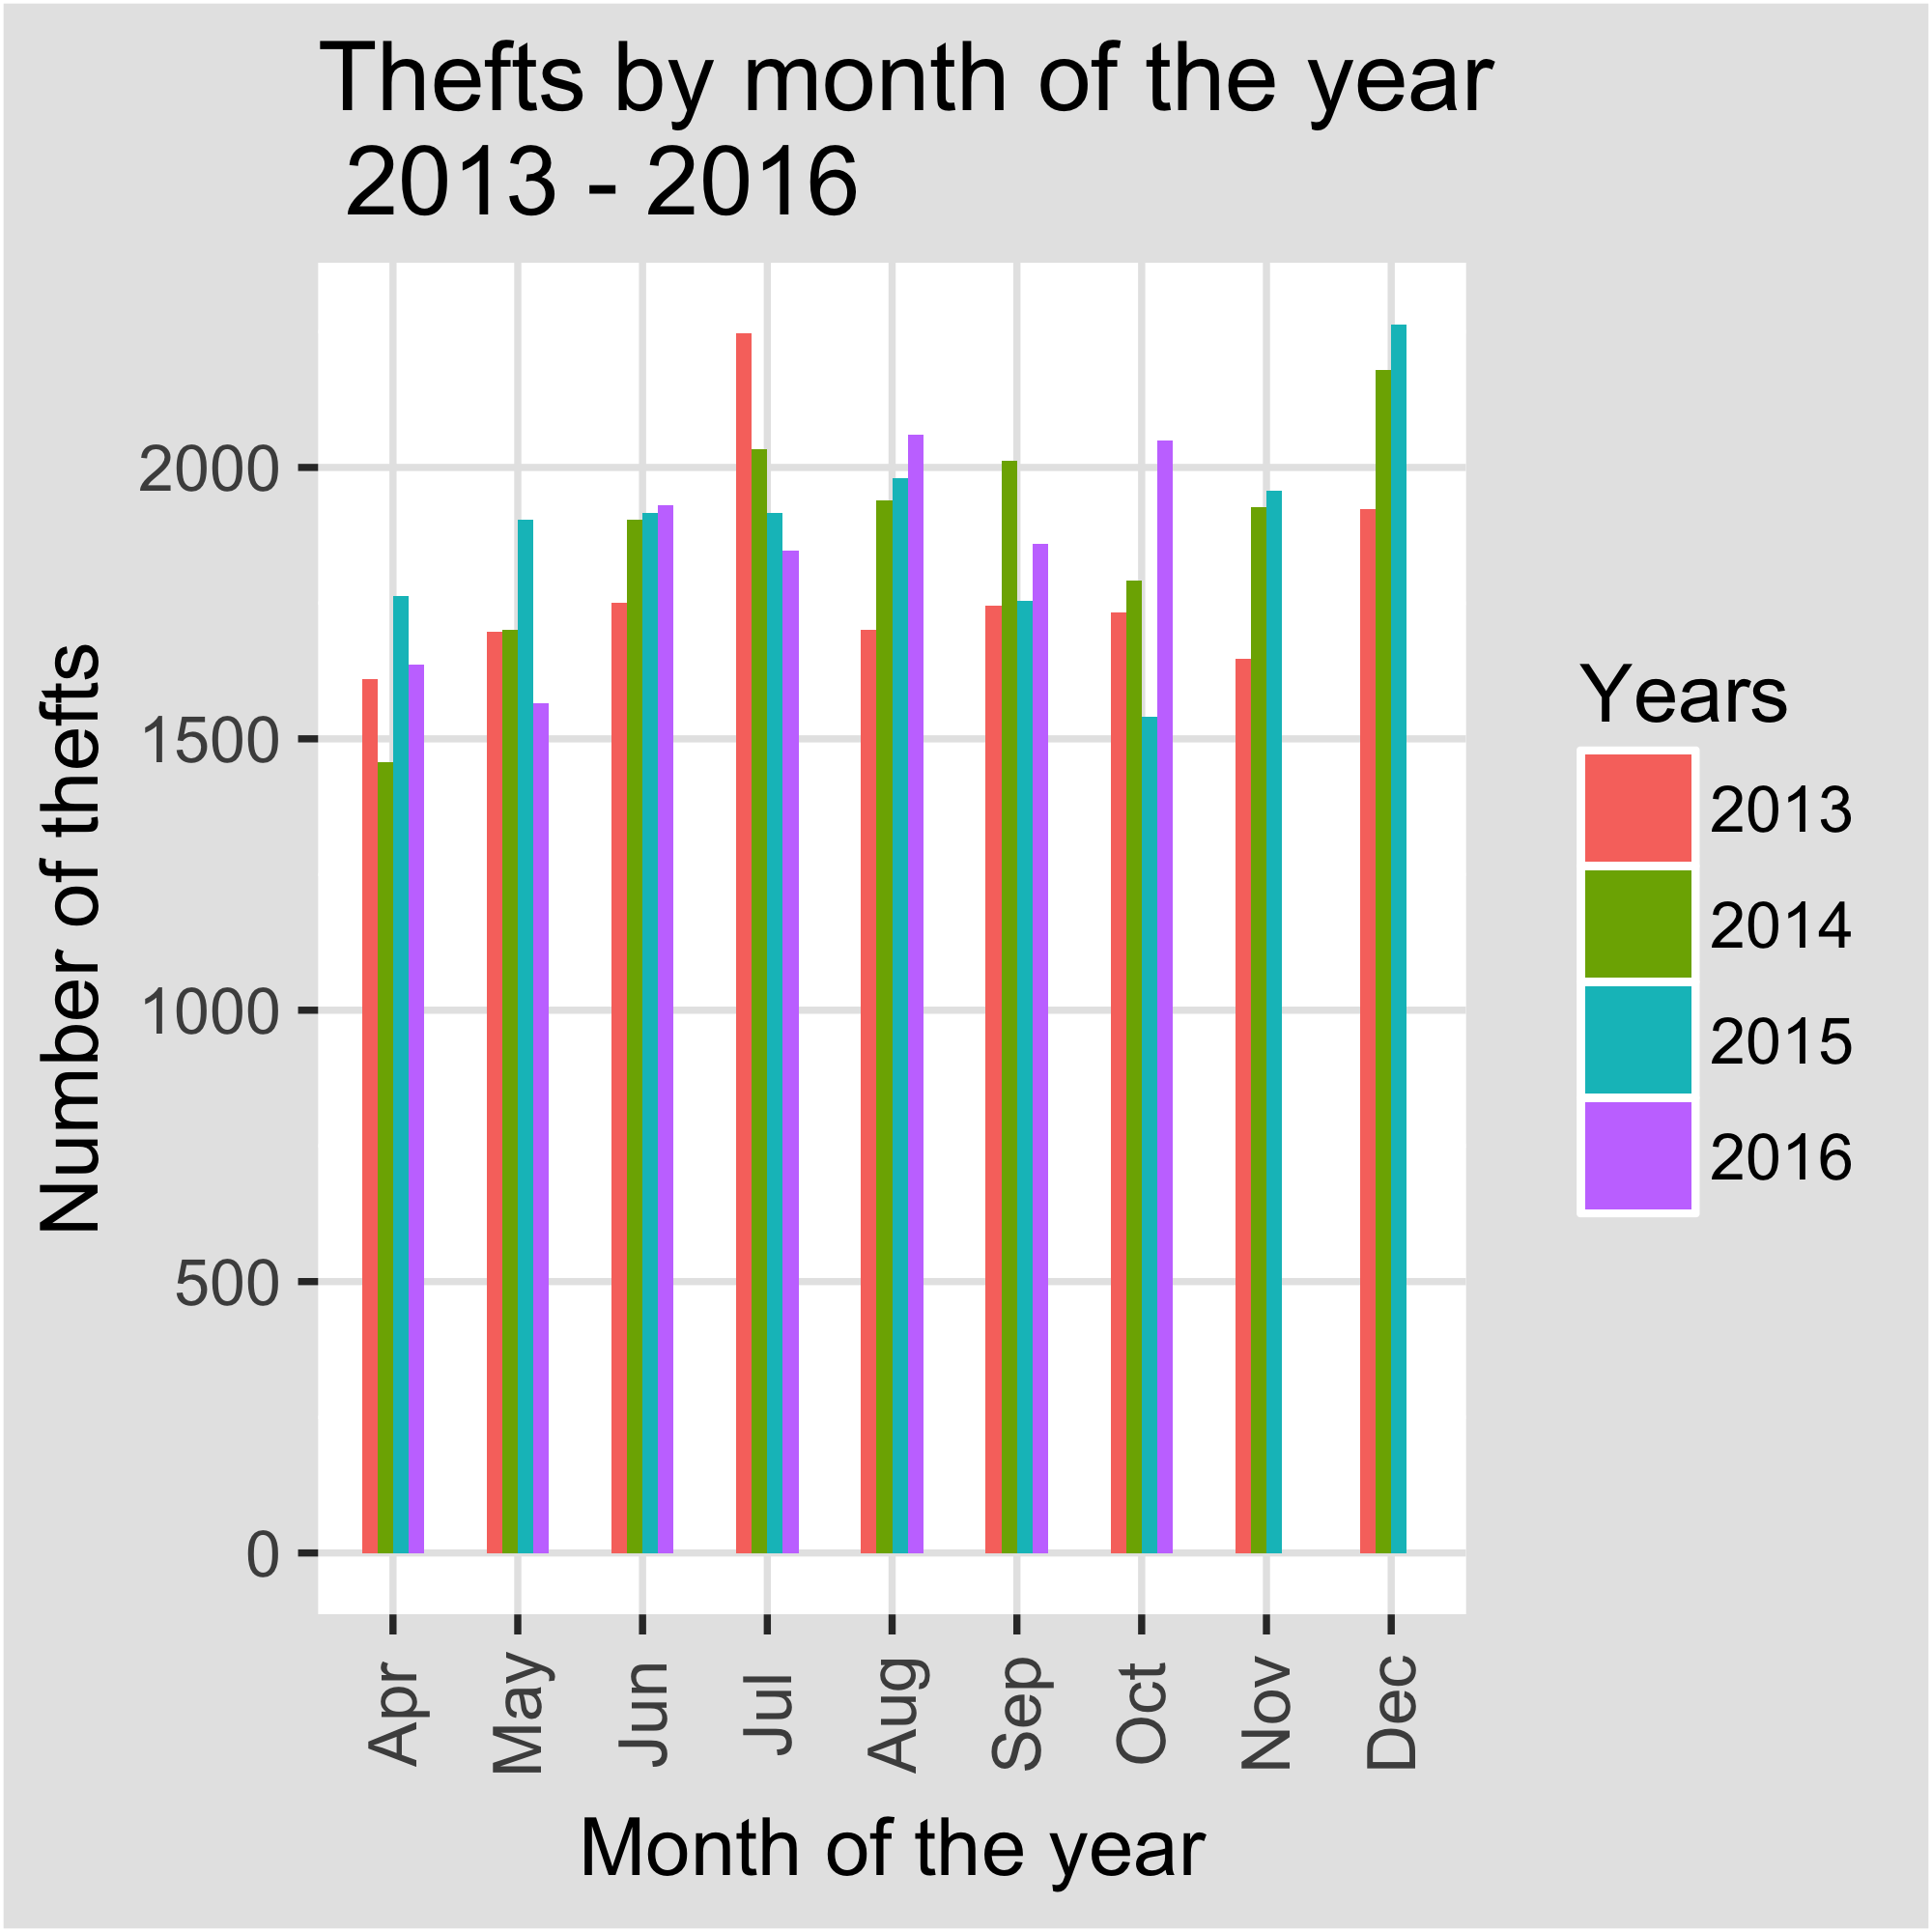 Thefts by month of the year
2013 - 2016
Number of thefts
2000
1500
1000
500
0
Apr
May
Jun
Jul
Aug
Sep
Oct
Nov
Dec
Month of the year
Years
2013
2014
2015
2016